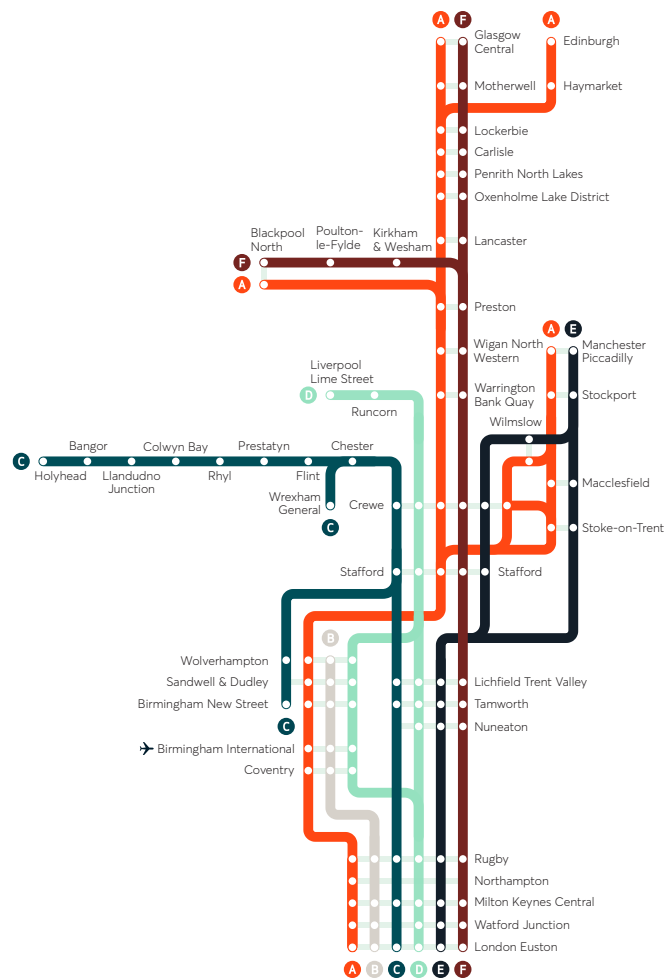 A
F
A
Glasgow
Central
Edinburgh
Motherwell
Haymarket
Lockerbie
Carlisle
Penrith North Lakes
Oxenholme Lake District
Lancaster
Blackpool
North
Poulton-
le-Fylde
Kirkham
& Wesham
F
A
Preston
A
E
Wigan North
Western
Manchester
Piccadilly
Liverpool
Lime Street
D
Runcorn
Warrington
Bank Quay
Stockport
Wilmslow
Bangor
Colwyn Bay
Prestatyn
Chester
C
Holyhead
Llandudno
Junction
Rhyl
Flint
Macclesfield
Wrexham
General
Crewe
C
Stoke-on-Trent
Stafford
Stafford
B
Wolverhampton
Sandwell & Dudley
Lichfield Trent Valley
Birmingham New Street
Tamworth
C
Nuneaton
Birmingham International
Coventry
Rugby
Northampton
Milton Keynes Central
Watford Junction
London Euston
A
B
C
D
E
F